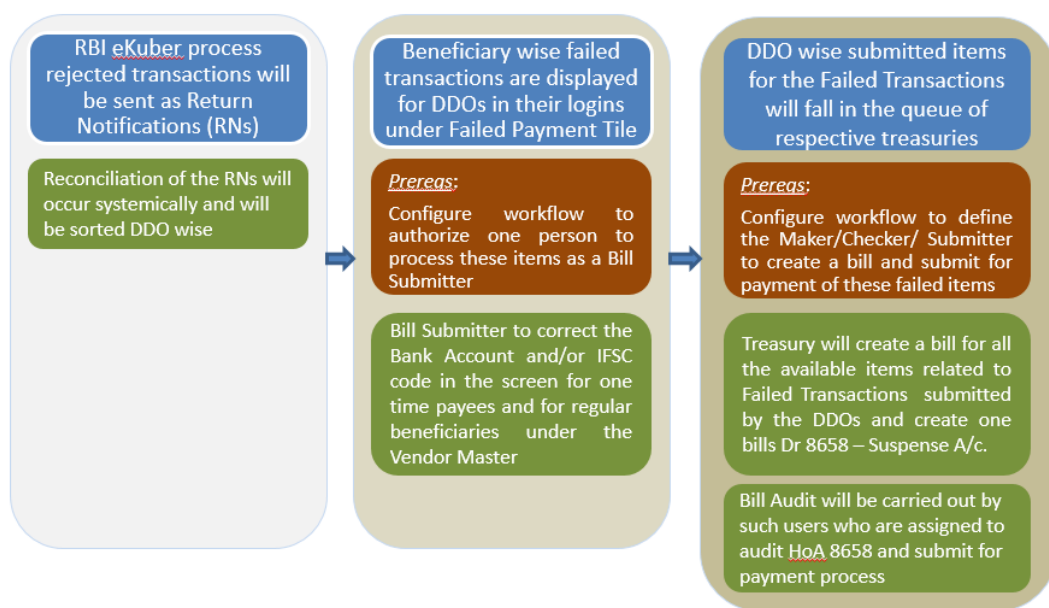 RBI eKuber process
rejected transactions will
be sent as Return
Notifications (RNs)
Reconciliation of the RNs will
occur systemically and will
be sorted DDO wise
Beneficiary wise failed
transactions are displayed
for DDOs in their logins
under Failed Payment Tile
Prereqs:
Configure workflow to
authorize one person to
process these items as a Bill
Submitter
Bill Submitter to correct the
Bank Account and/or IFSC
code in the screen for one
time payees and for regular
beneficiaries under the
Vendor Master
DDO wise submitted items
for the Failed Transactions
will fall in the queue of
respective treasuries
Prereqs:
Configure workflow to define
the Maker/Checker/ Submitter
to create a bill and submit for
payment of these failed items
Treasury will create a bill for all
the available items related to
Failed Transactions submitted
by the DDOs and create one
bills Dr 8658 – Suspense A/c.
Bill Audit will be carried out by
such users who are assigned to
audit HoA 8658 and submit for
payment process